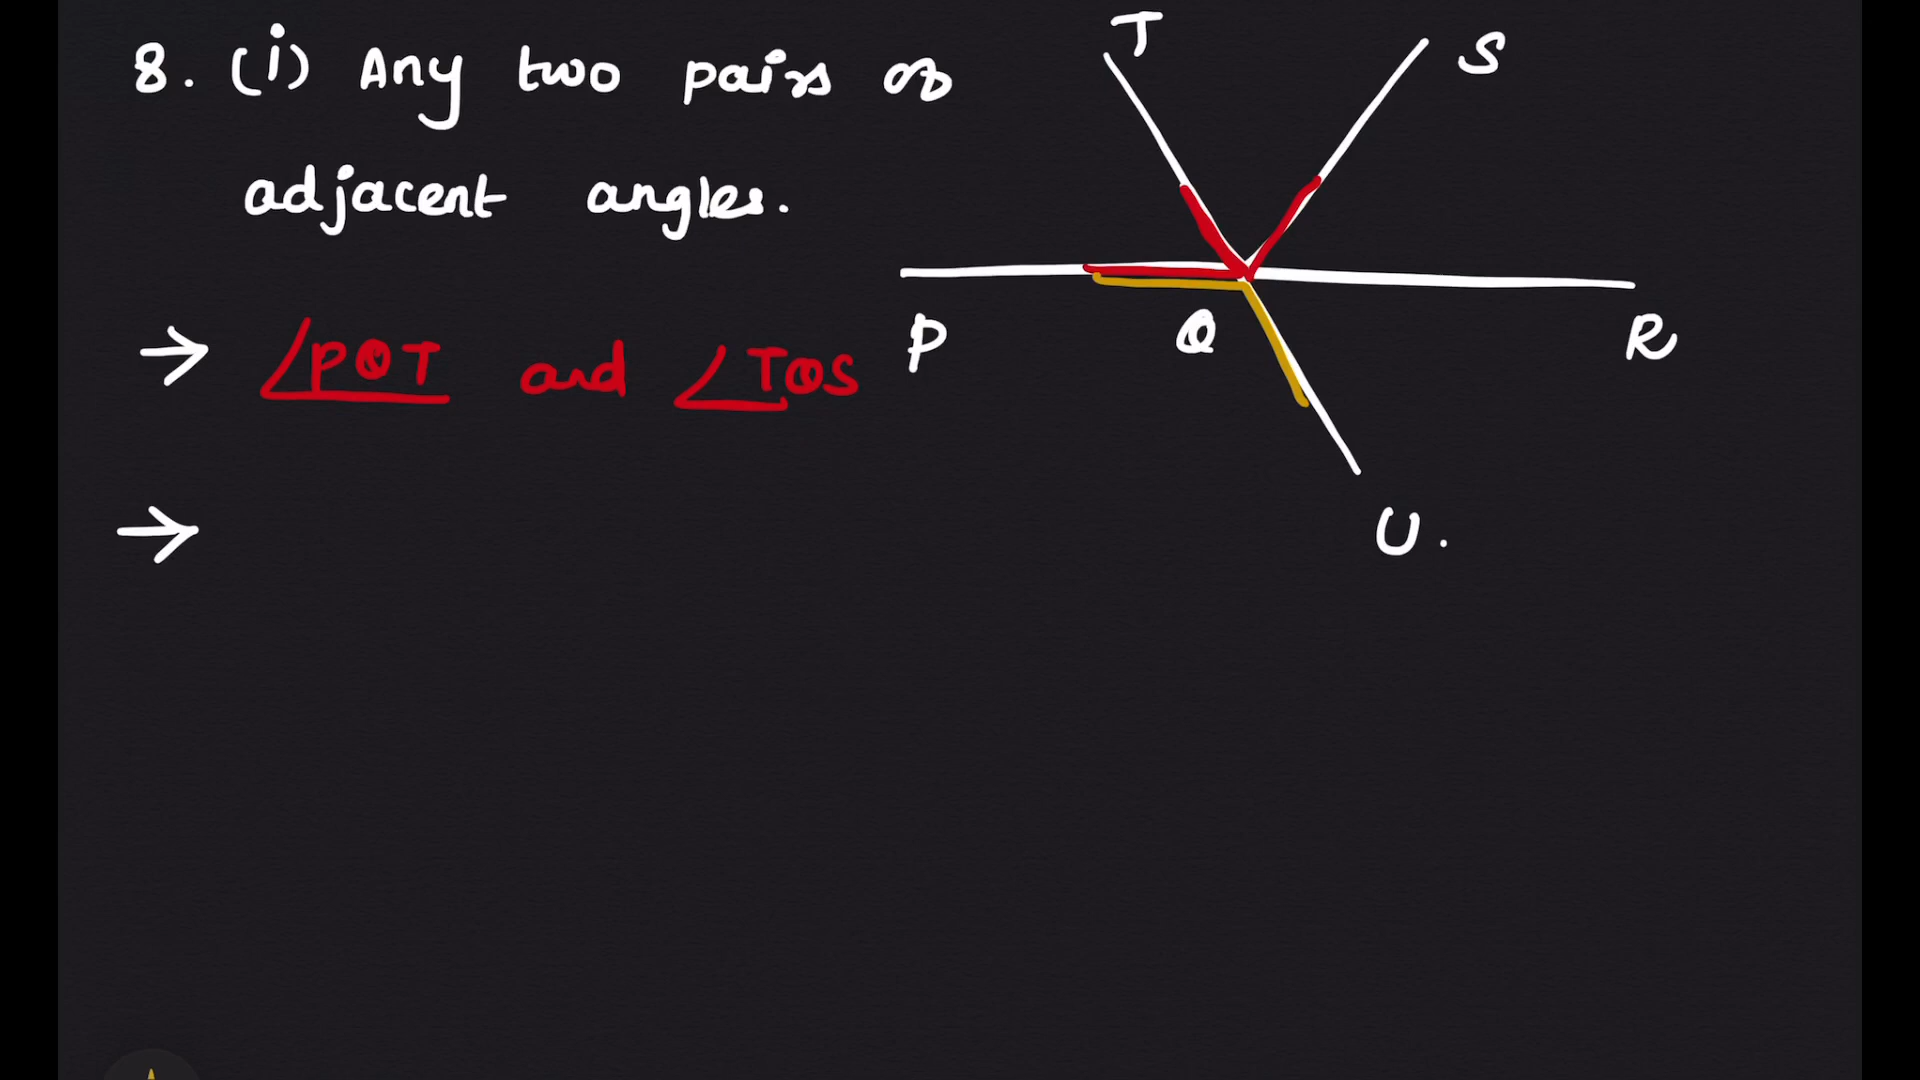 8. (i) Any two pairs of
adjacent angles.
→ ∠PQT and ∠TQS
→
T
S
P
Q
R
U.